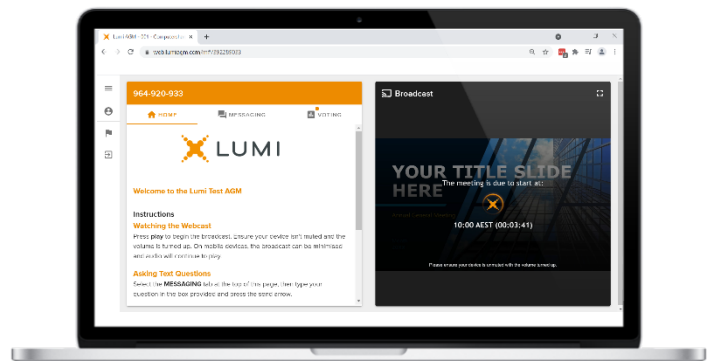 964-920-933
HOME
MESSAGING
VOTING
LUMI
Welcome to the Lumi Test AGM
Instructions
Watching the Webcast
Press play to begin the broadcast. Ensure your device isn't muted and the
volume is turned up. On mobile devices, the broadcast can be minimised
and audio will continue to play.
Asking Text Questions
Select the MESSAGING tab at the top of this page, then type your
question in the box provided and press the send arrow.
Broadcast
YOUR TITLE SLIDE
HERE
The meeting is due to start at:
10:00 AEST (00:03:41)
Please ensure your device is unmuted with the volume turned up.